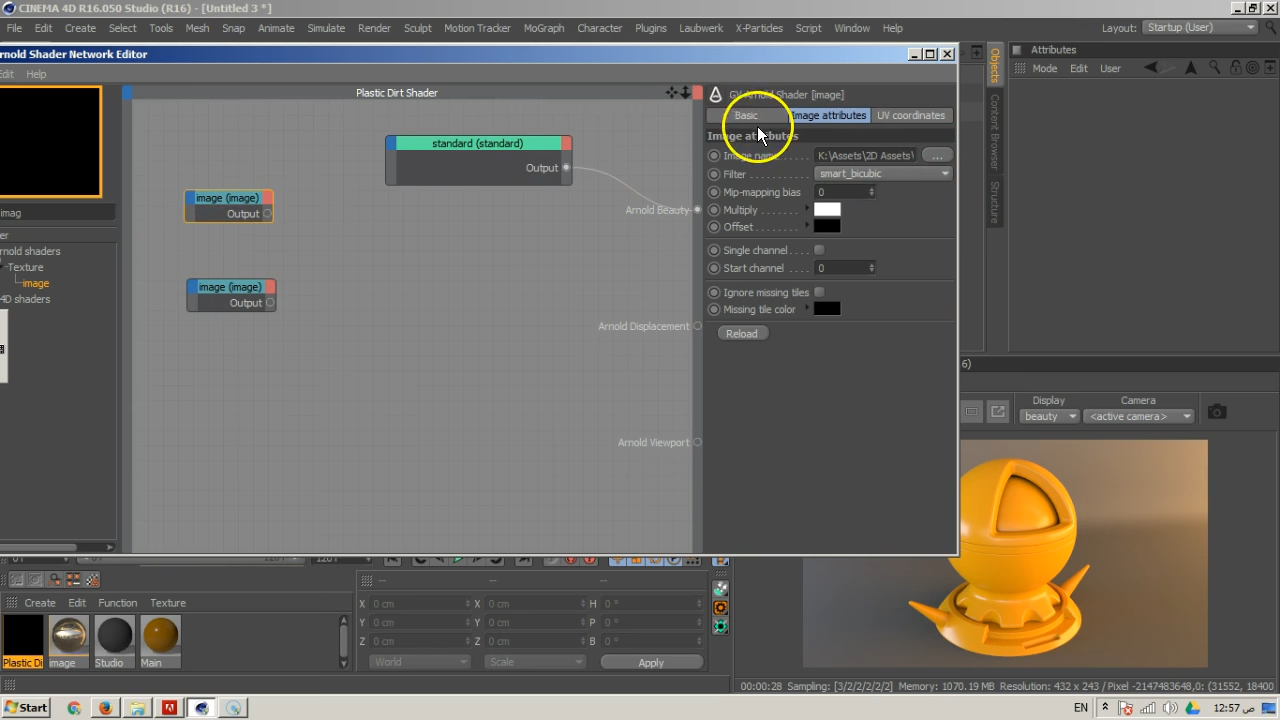 CINEMA 4D R16.050 Studio (R16) - [Untitled 3 *]
File Edit Create Select Tools Mesh Snap Animate Simulate Render Sculpt Motion Tracker MoGraph Character Plugins Laubwerk X-Particles Script Window Help Layout: Startup (User)
Arnold Shader Network Editor
Edit Help
Plastic Dirt Shader
Attributes
Mode Edit User
Objects
Content Browser
Structure
GV Arnold Shader [image]
Basic Image attributes UV coordinates
Image attributes
standard (standard)
Output
image (image)
Output
image (image)
Output
Arnold Beauty
Arnold Displacement
Arnold Viewport
imag
Arnold shaders
Texture
image
Image name . . . . . K:\Assets\2D Assets\ ...
Filter smart_bicubic
Mip-mapping bias 0
Multiply
Offset
Single channel
Start channel 0
Ignore missing tiles
Missing tile color
Reload
Display Camera
beauty <active camera>
Create Edit Function Texture
Plastic Di image Studio Main
X 0 cm X 0 cm H 0 °
Y 0 cm Y 0 cm P 0 °
Z 0 cm Z 0 cm B 0 °
World Scale Apply
00:00:28 Sampling: [3/2/2/2/2] Memory: 1070.19 MB Resolution: 432 x 243 / Pixel -2147483648,0: (31552, 18400
Start EN 12:57 ص